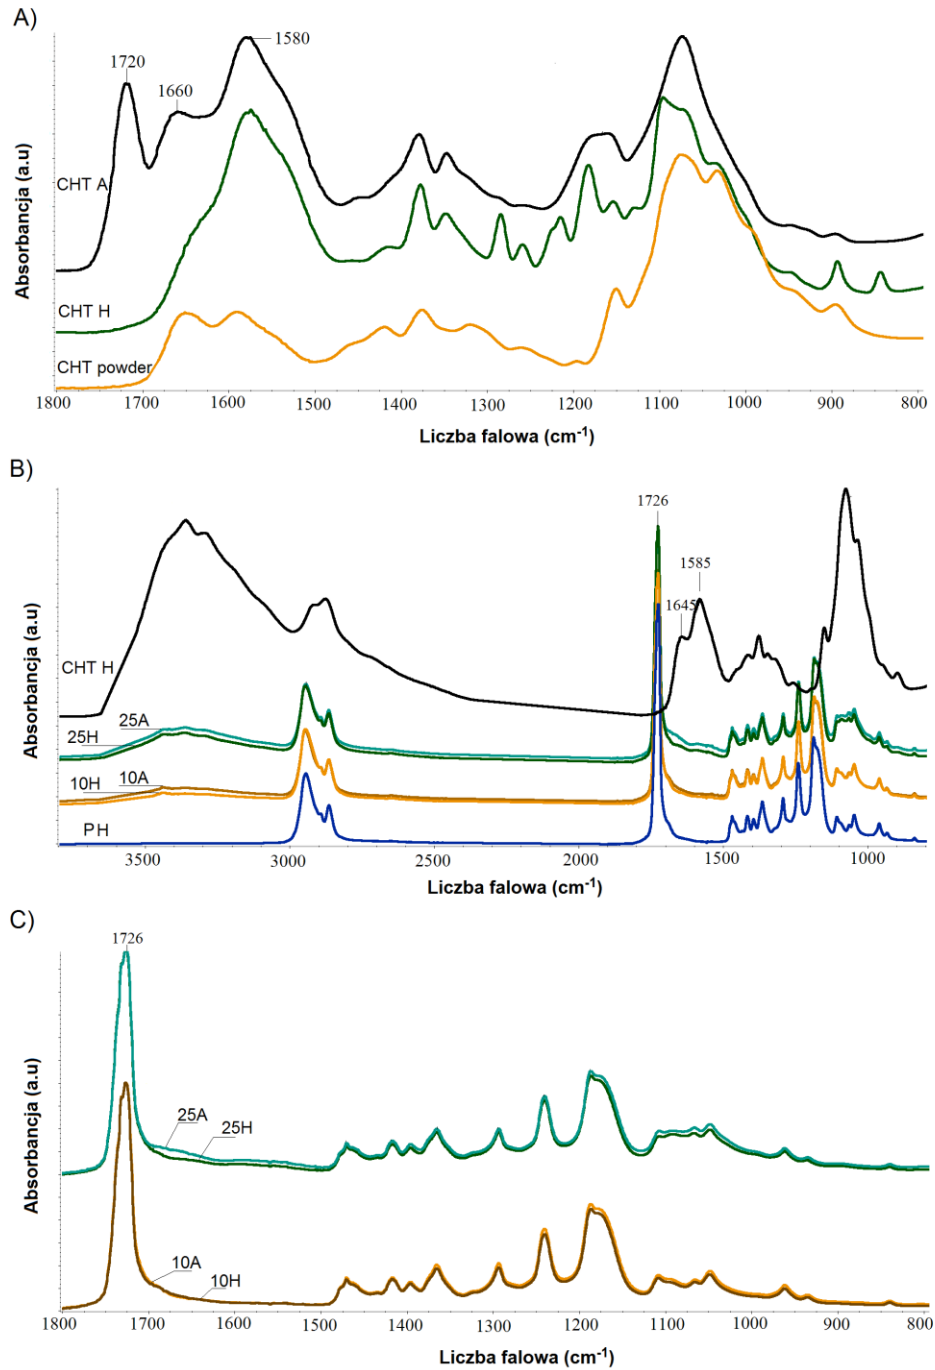 A)
1720
1660
1580
CHT A
CHT H
CHT powder
Absorbancja (a.u)
1800 1700 1600 1500 1400 1300 1200 1100 1000 900 800
Liczba falowa (cm-1)
B)
1726
1645
1585
CHT H
25A
25H
10H
10A
P H
Absorbancja (a.u)
3500 3000 2500 2000 1500 1000
Liczba falowa (cm-1)
C)
1726
25A
25H
10A
10H
Absorbancja (a.u)
1800 1700 1600 1500 1400 1300 1200 1100 1000 900 800
Liczba falowa (cm-1)